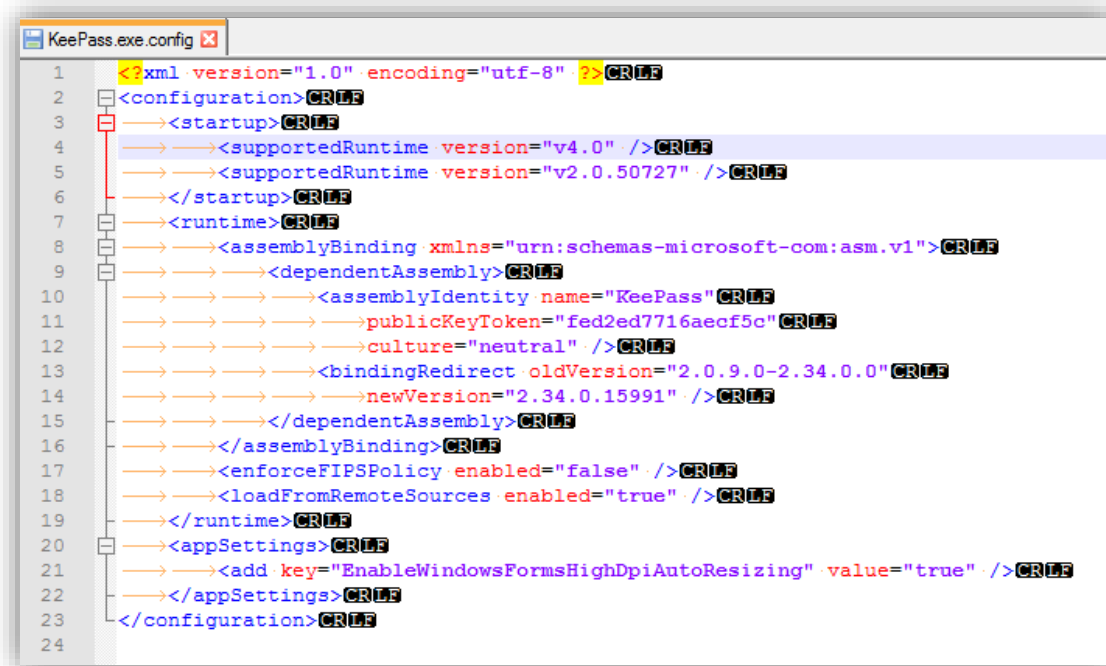 KeePass.exe.config
1 <?xml version="1.0" encoding="utf-8" ?>CRLF
2 <configuration>CRLF
3 <startup>CRLF
4 <supportedRuntime version="v4.0" />CRLF
5 <supportedRuntime version="v2.0.50727" />CRLF
6 </startup>CRLF
7 <runtime>CRLF
8 <assemblyBinding xmlns="urn:schemas-microsoft-com:asm.v1">CRLF
9 <dependentAssembly>CRLF
10 <assemblyIdentity name="KeePass"CRLF
11 publicKeyToken="fed2ed7716aecf5c"CRLF
12 culture="neutral" />CRLF
13 <bindingRedirect oldVersion="2.0.9.0-2.34.0.0"CRLF
14 newVersion="2.34.0.15991" />CRLF
15 </dependentAssembly>CRLF
16 </assemblyBinding>CRLF
17 <enforceFIPSPolicy enabled="false" />CRLF
18 <loadFromRemoteSources enabled="true" />CRLF
19 </runtime>CRLF
20 <appSettings>CRLF
21 <add key="EnableWindowsFormsHighDpiAutoResizing" value="true" />CRLF
22 </appSettings>CRLF
23 </configuration>CRLF
24